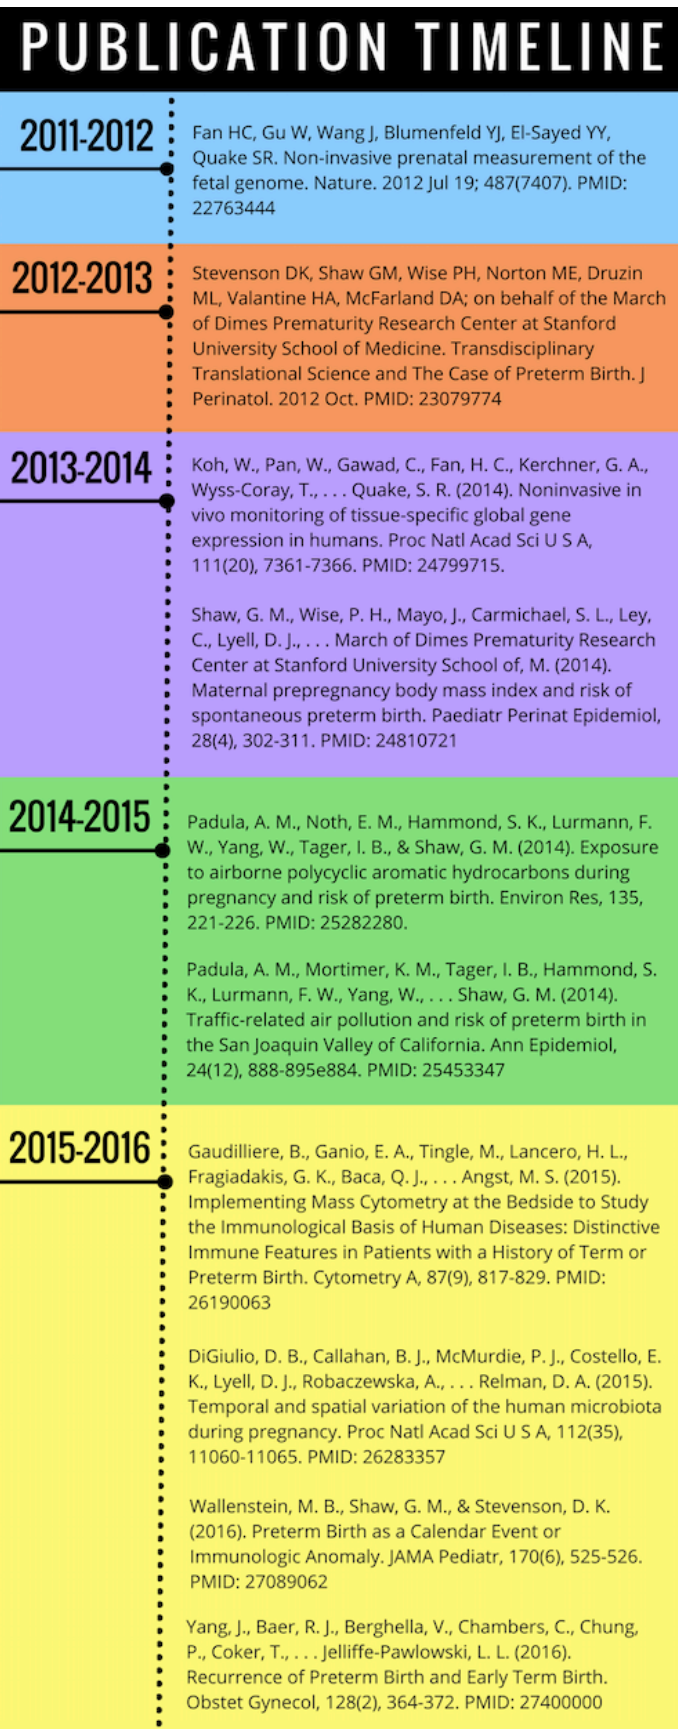 PUBLICATION TIMELINE
2011-2012
Fan HC, Gu W, Wang J, Blumenfeld YJ, El-Sayed YY,
Quake SR. Non-invasive prenatal measurement of the
fetal genome. Nature. 2012 Jul 19; 487(7407). PMID:
22763444
2012-2013
Stevenson DK, Shaw GM, Wise PH, Norton ME, Druzin
ML, Valantine HA, McFarland DA; on behalf of the March
of Dimes Prematurity Research Center at Stanford
University School of Medicine. Transdisciplinary
Translational Science and The Case of Preterm Birth. J
Perinatol. 2012 Oct. PMID: 23079774
2013-2014
Koh, W., Pan, W., Gawad, C., Fan, H. C., Kerchner, G. A.,
Wyss-Coray, T., . . . Quake, S. R. (2014). Noninvasive in
vivo monitoring of tissue-specific global gene
expression in humans. Proc Natl Acad Sci U S A,
111(20), 7361-7366. PMID: 24799715.
Shaw, G. M., Wise, P. H., Mayo, J., Carmichael, S. L., Ley,
C., Lyell, D. J., . . . March of Dimes Prematurity Research
Center at Stanford University School of, M. (2014).
Maternal prepregnancy body mass index and risk of
spontaneous preterm birth. Paediatr Perinat Epidemiol,
28(4), 302-311. PMID: 24810721
2014-2015
Padula, A. M., Noth, E. M., Hammond, S. K., Lurmann, F.
W., Yang, W., Tager, I. B., & Shaw, G. M. (2014). Exposure
to airborne polycyclic aromatic hydrocarbons during
pregnancy and risk of preterm birth. Environ Res, 135,
221-226. PMID: 25282280.
Padula, A. M., Mortimer, K. M., Tager, I. B., Hammond, S.
K., Lurmann, F. W., Yang, W., . . . Shaw, G. M. (2014).
Traffic-related air pollution and risk of preterm birth in
the San Joaquin Valley of California. Ann Epidemiol,
24(12), 888-895e884. PMID: 25453347
2015-2016
Gaudilliere, B., Ganio, E. A., Tingle, M., Lancero, H. L.,
Fragiadakis, G. K., Baca, Q. J., . . . Angst, M. S. (2015).
Implementing Mass Cytometry at the Bedside to Study
the Immunological Basis of Human Diseases: Distinctive
Immune Features in Patients with a History of Term or
Preterm Birth. Cytometry A, 87(9), 817-829. PMID:
26190063
DiGiulio, D. B., Callahan, B. J., McMurdie, P. J., Costello, E.
K., Lyell, D. J., Robaczewska, A., . . . Relman, D. A. (2015).
Temporal and spatial variation of the human microbiota
during pregnancy. Proc Natl Acad Sci U S A, 112(35),
11060-11065. PMID: 26283357
Wallenstein, M. B., Shaw, G. M., & Stevenson, D. K.
(2016). Preterm Birth as a Calendar Event or
Immunologic Anomaly. JAMA Pediatr, 170(6), 525-526.
PMID: 27089062
Yang, J., Baer, R. J., Berghella, V., Chambers, C., Chung,
P., Coker, T., . . . Jelliffe-Pawlowski, L. L. (2016).
Recurrence of Preterm Birth and Early Term Birth.
Obstet Gynecol, 128(2), 364-372. PMID: 27400000